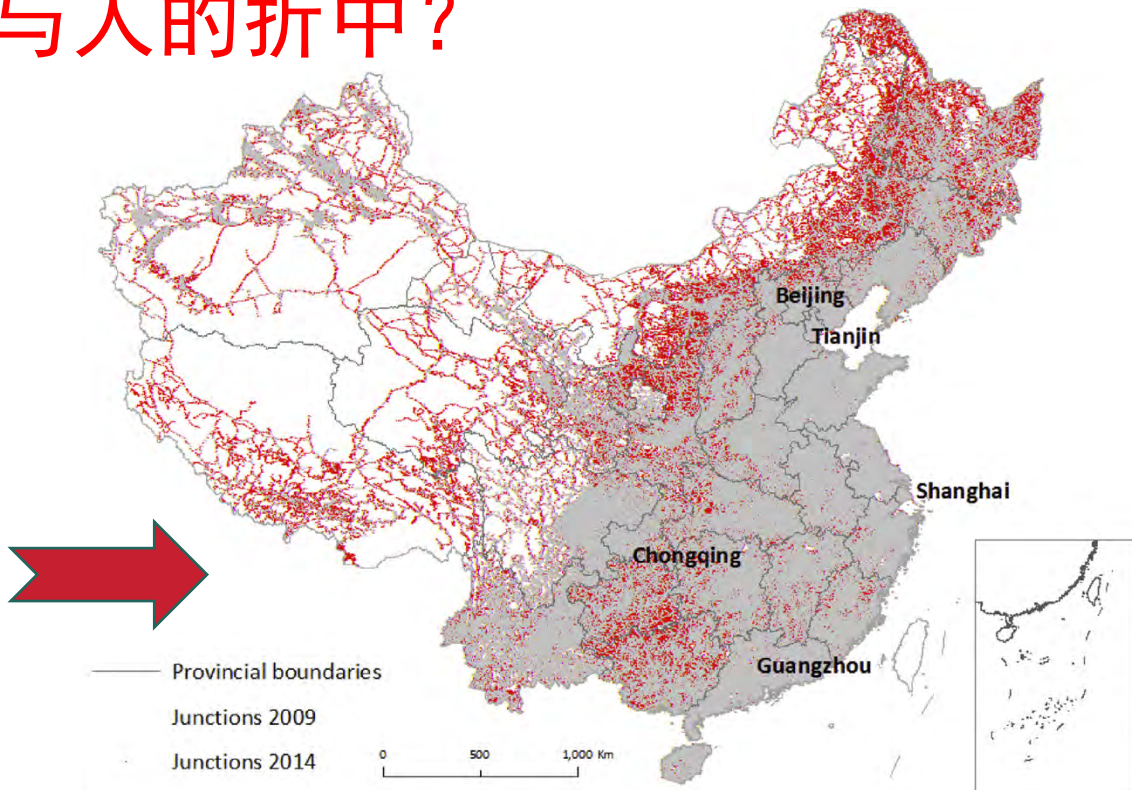 与人的折中？
Beijing
Tianjin
Shanghai
Chongqing
Guangzhou
Provincial boundaries
Junctions 2009
Junctions 2014
0 500 1,000 Km